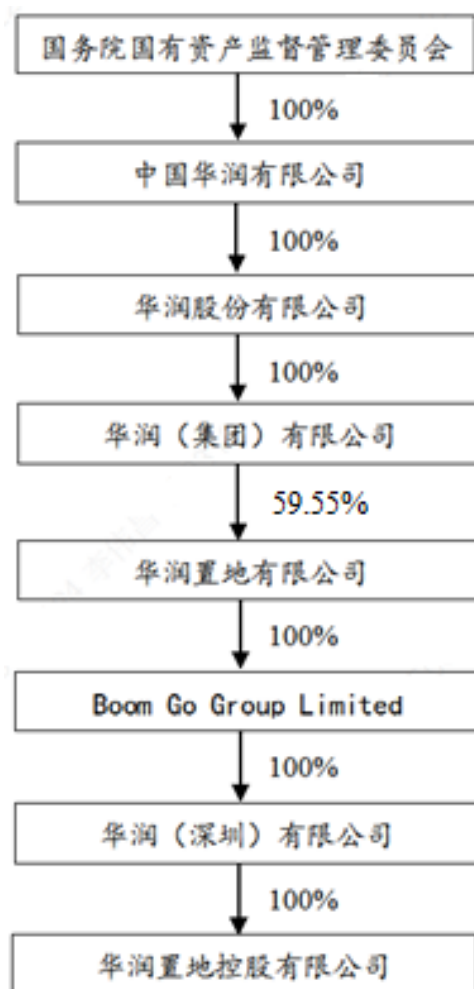 国务院国有资产监督管理委员会
100%
中国华润有限公司
100%
华润股份有限公司
100%
华润（集团）有限公司
59.55%
华润置地有限公司
100%
Boom Go Group Limited
100%
华润（深圳）有限公司
100%
华润置地控股有限公司